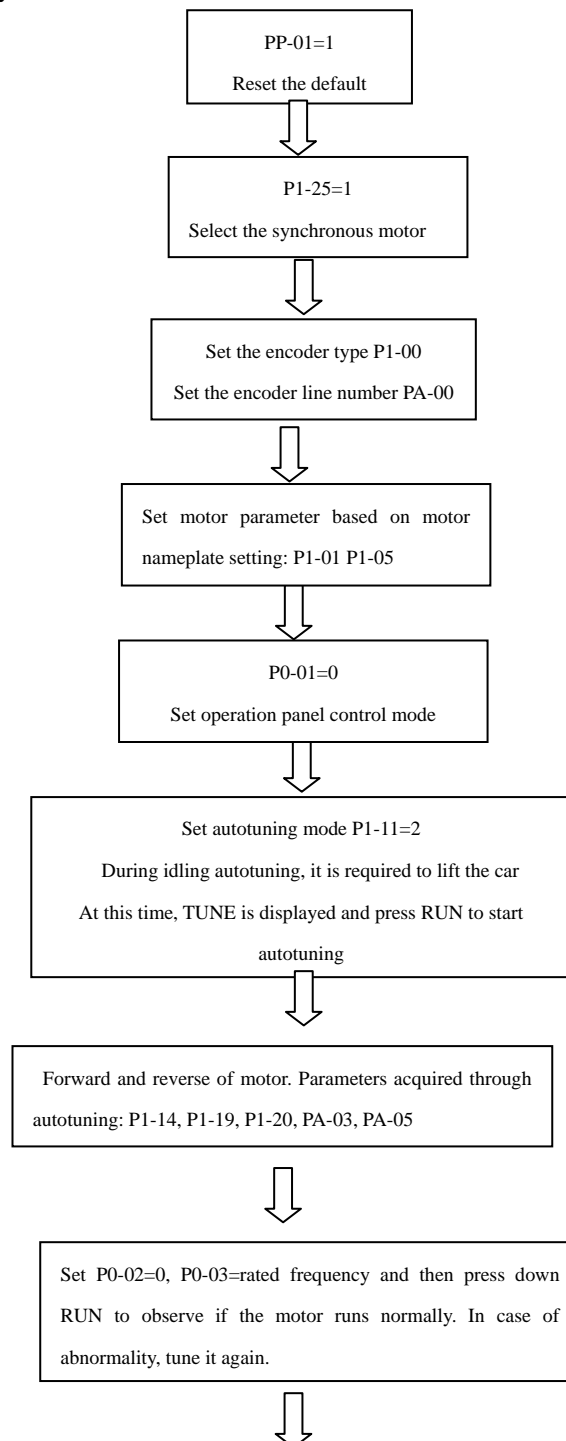 PP-01=1
Reset the default
P1-25=1
Select the synchronous motor
Set the encoder type P1-00
Set the encoder line number PA-00
Set motor parameter based on motor
nameplate setting: P1-01 P1-05
P0-01=0
Set operation panel control mode
Set autotuning mode P1-11=2
During idling autotuning, it is required to lift the car
At this time, TUNE is displayed and press RUN to start
autotuning
Forward and reverse of motor. Parameters acquired through
autotuning: P1-14, P1-19, P1-20, PA-03, PA-05
Set P0-02=0, P0-03=rated frequency and then press down
RUN to observe if the motor runs normally. In case of
abnormality, tune it again.